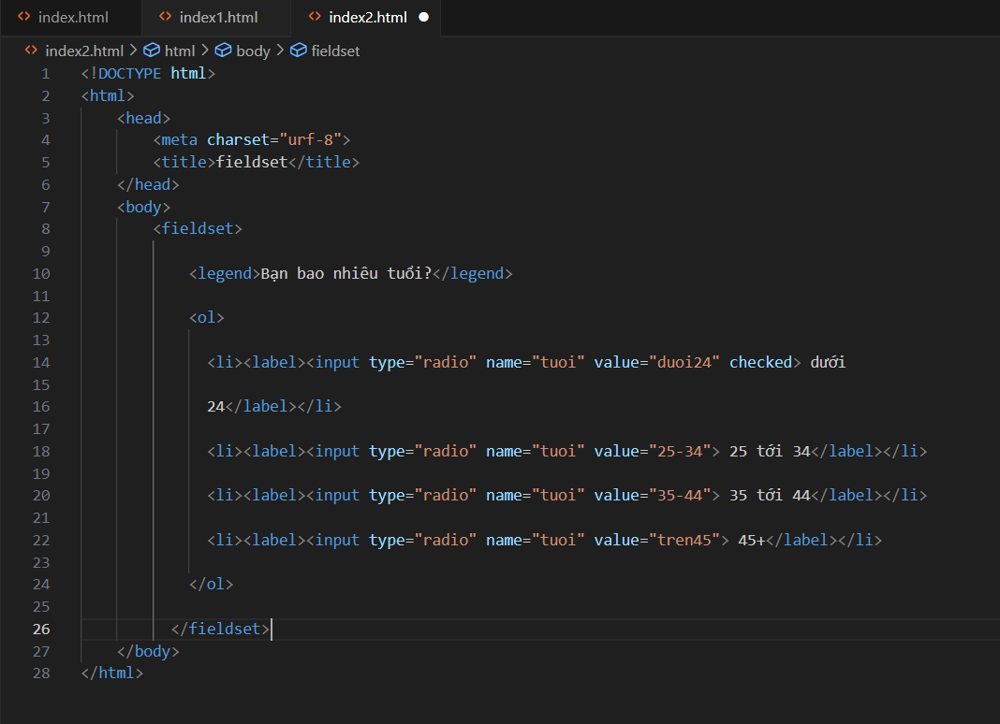 index.html index1.html index2.html
index2.html > html > body > fieldset
1 <!DOCTYPE html>
2 <html>
3 <head>
4 <meta charset="urf-8">
5 <title>fieldset</title>
6 </head>
7 <body>
8 <fieldset>
9
10 <legend>Bạn bao nhiêu tuổi?</legend>
11
12 <ol>
13
14 <li><label><input type="radio" name="tuoi" value="duoi24" checked> dưới
15
16 24</label></li>
17
18 <li><label><input type="radio" name="tuoi" value="25-34"> 25 tới 34</label></li>
19
20 <li><label><input type="radio" name="tuoi" value="35-44"> 35 tới 44</label></li>
21
22 <li><label><input type="radio" name="tuoi" value="tren45"> 45+</label></li>
23
24 </ol>
25
26 </fieldset>
27 </body>
28 </html>